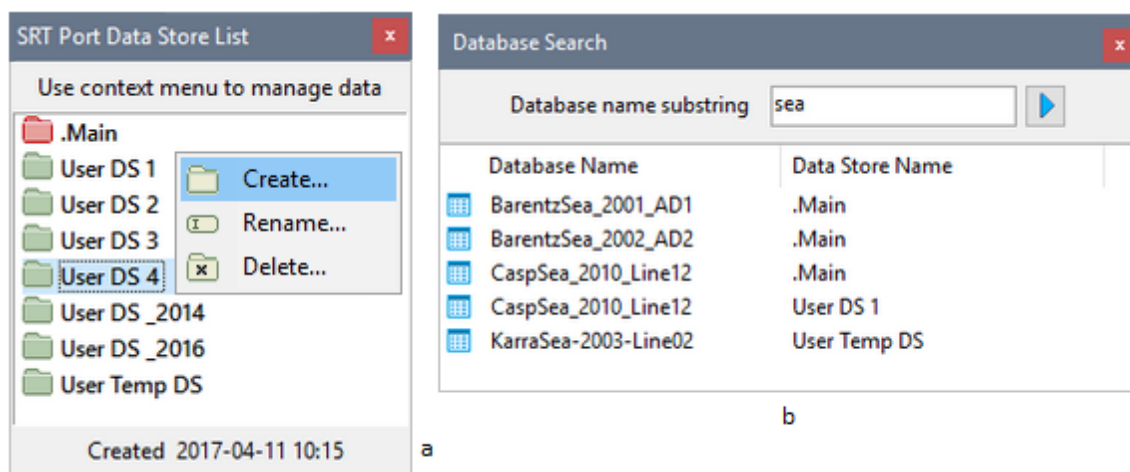 SRT Port Data Store List
x
Use context menu to manage data
.Main
User DS 1
User DS 2
User DS 3
User DS 4
User DS _2014
User DS _2016
User Temp DS
Create...
Rename...
Delete...
Created 2017-04-11 10:15
a
Database Search
x
Database name substring sea
Database Name Data Store Name
BarentzSea_2001_AD1 .Main
BarentzSea_2002_AD2 .Main
CaspSea_2010_Line12 .Main
CaspSea_2010_Line12 User DS 1
KarraSea-2003-Line02 User Temp DS
b